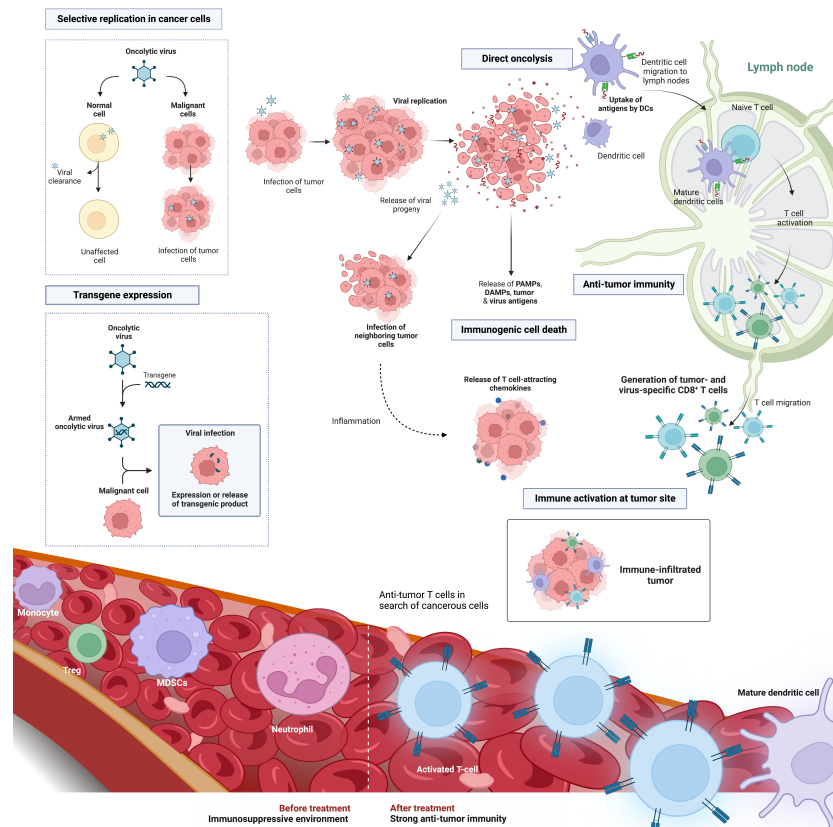 Selective replication in cancer cells
Oncolytic virus
Normal
cell
Malignant
cells
Viral
clearance
Unaffected
cell
Infection of tumor
cells
Infection of tumor
cells
Viral replication
Direct oncolysis
Release of viral
progeny
Infection of
neighboring tumor
cells
Release of PAMPs,
DAMPs, tumor
& virus antigens
Immunogenic cell death
Dendritic cell
migration to
lymph nodes
Uptake of
antigens by DCs
Dendritic cell
Lymph node
Naive T cell
Mature
dendritic cells
T cell
activation
Anti-tumor immunity
Generation of tumor- and
virus-specific CD8⁺ T cells
T cell migration
Transgene expression
Oncolytic
virus
Transgene
Armed
oncolytic virus
Malignant cell
Viral infection
Expression or release
of transgenic product
Inflammation
Release of T cell-attracting
chemokines
Immune activation at tumor site
Immune-infiltrated
tumor
Anti-tumor T cells in
search of cancerous cells
Monocyte
Treg
MDSCs
Neutrophil
Activated T-cell
Mature dendritic cell
Before treatment
Immunosuppressive environment
After treatment
Strong anti-tumor immunity